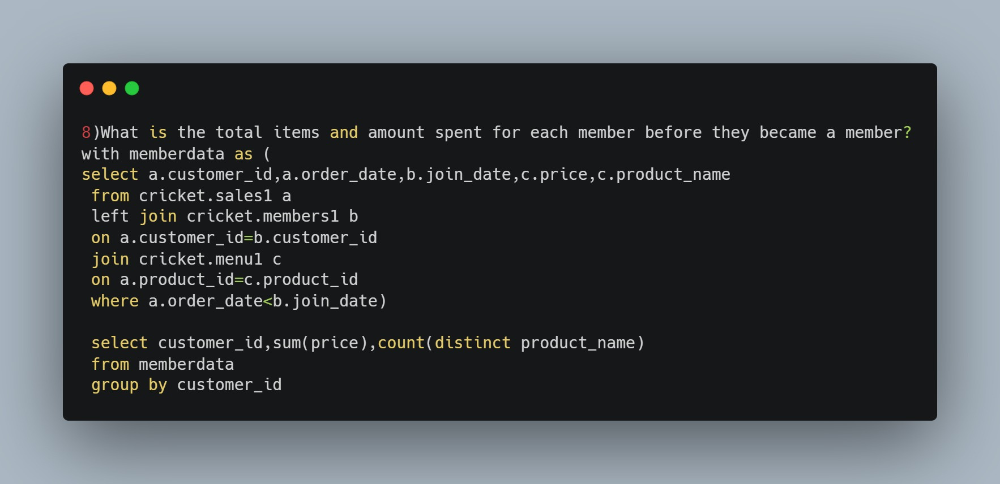 8)What is the total items and amount spent for each member before they became a member?
with memberdata as (
select a.customer_id,a.order_date,b.join_date,c.price,c.product_name
 from cricket.sales1 a
 left join cricket.members1 b
 on a.customer_id=b.customer_id
 join cricket.menu1 c
 on a.product_id=c.product_id
 where a.order_date<b.join_date)

 select customer_id,sum(price),count(distinct product_name)
 from memberdata
 group by customer_id